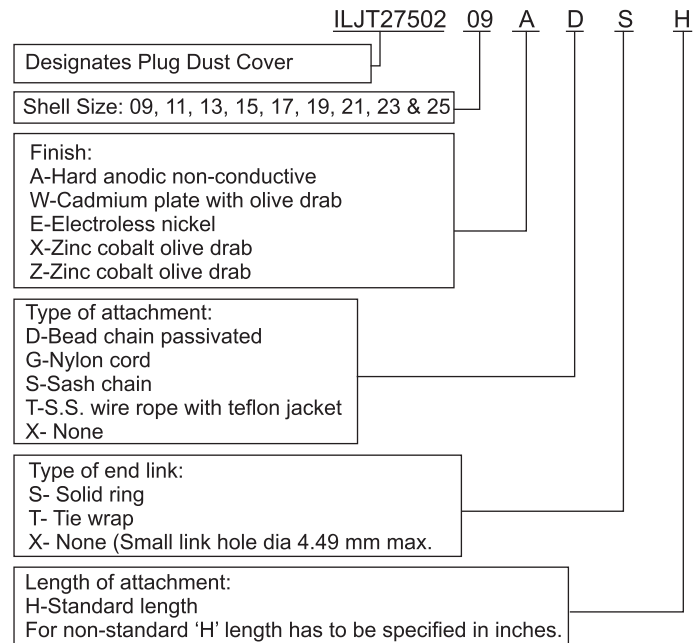 ILJT27502 09 A D S H
Designates Plug Dust Cover
Shell Size: 09, 11, 13, 15, 17, 19, 21, 23 & 25
Finish:
A-Hard anodic non-conductive
W-Cadmium plate with olive drab
E-Electroless nickel
X-Zinc cobalt olive drab
Z-Zinc cobalt olive drab
Type of attachment:
D-Bead chain passivated
G-Nylon cord
S-Sash chain
T-S.S. wire rope with teflon jacket
X- None
Type of end link:
S- Solid ring
T- Tie wrap
X- None (Small link hole dia 4.49 mm max.
Length of attachment:
H-Standard length
For non-standard ‘H’ length has to be specified in inches.